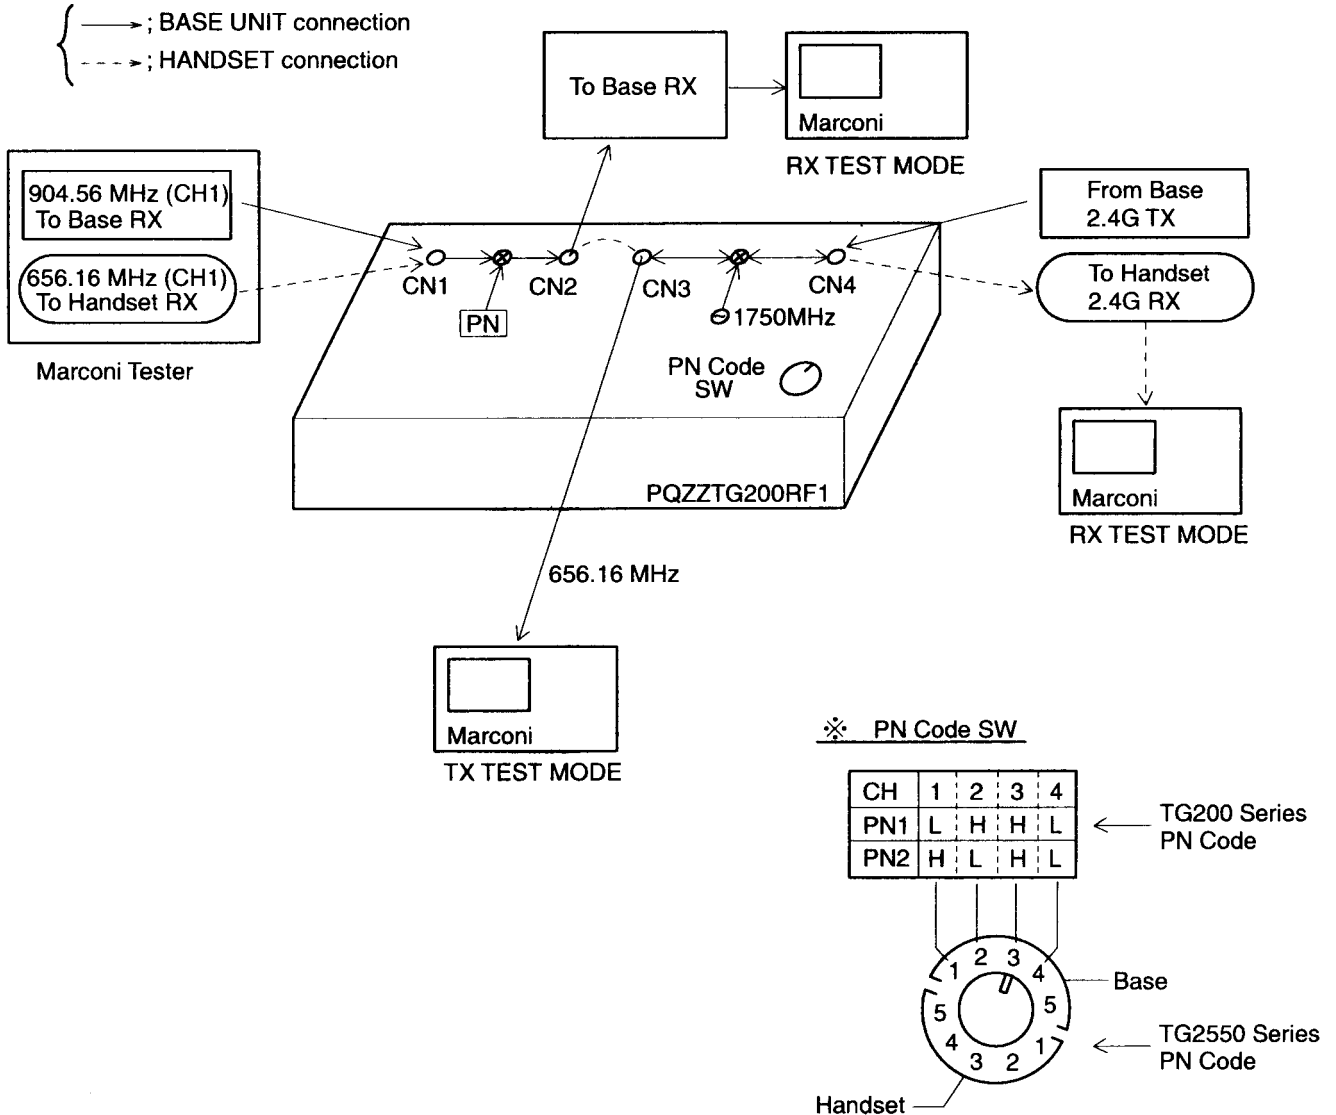 ; BASE UNIT connection
; HANDSET connection
To Base RX
Marconi
RX TEST MODE
904.56 MHz (CH1)
To Base RX
656.16 MHz (CH1)
To Handset RX
Marconi Tester
From Base
2.4G TX
To Handset
2.4G RX
CN1
CN2
CN3
CN4
PN
1750MHz
PN Code
SW
PQZZTG200RF1
Marconi
RX TEST MODE
656.16 MHz
Marconi
TX TEST MODE
※ PN Code SW
CH 1 2 3 4
PN1 L H H L
PN2 H L H L
TG200 Series
PN Code
1 2 3 4 5
Base
5 4 3 2 1
TG2550 Series
PN Code
Handset